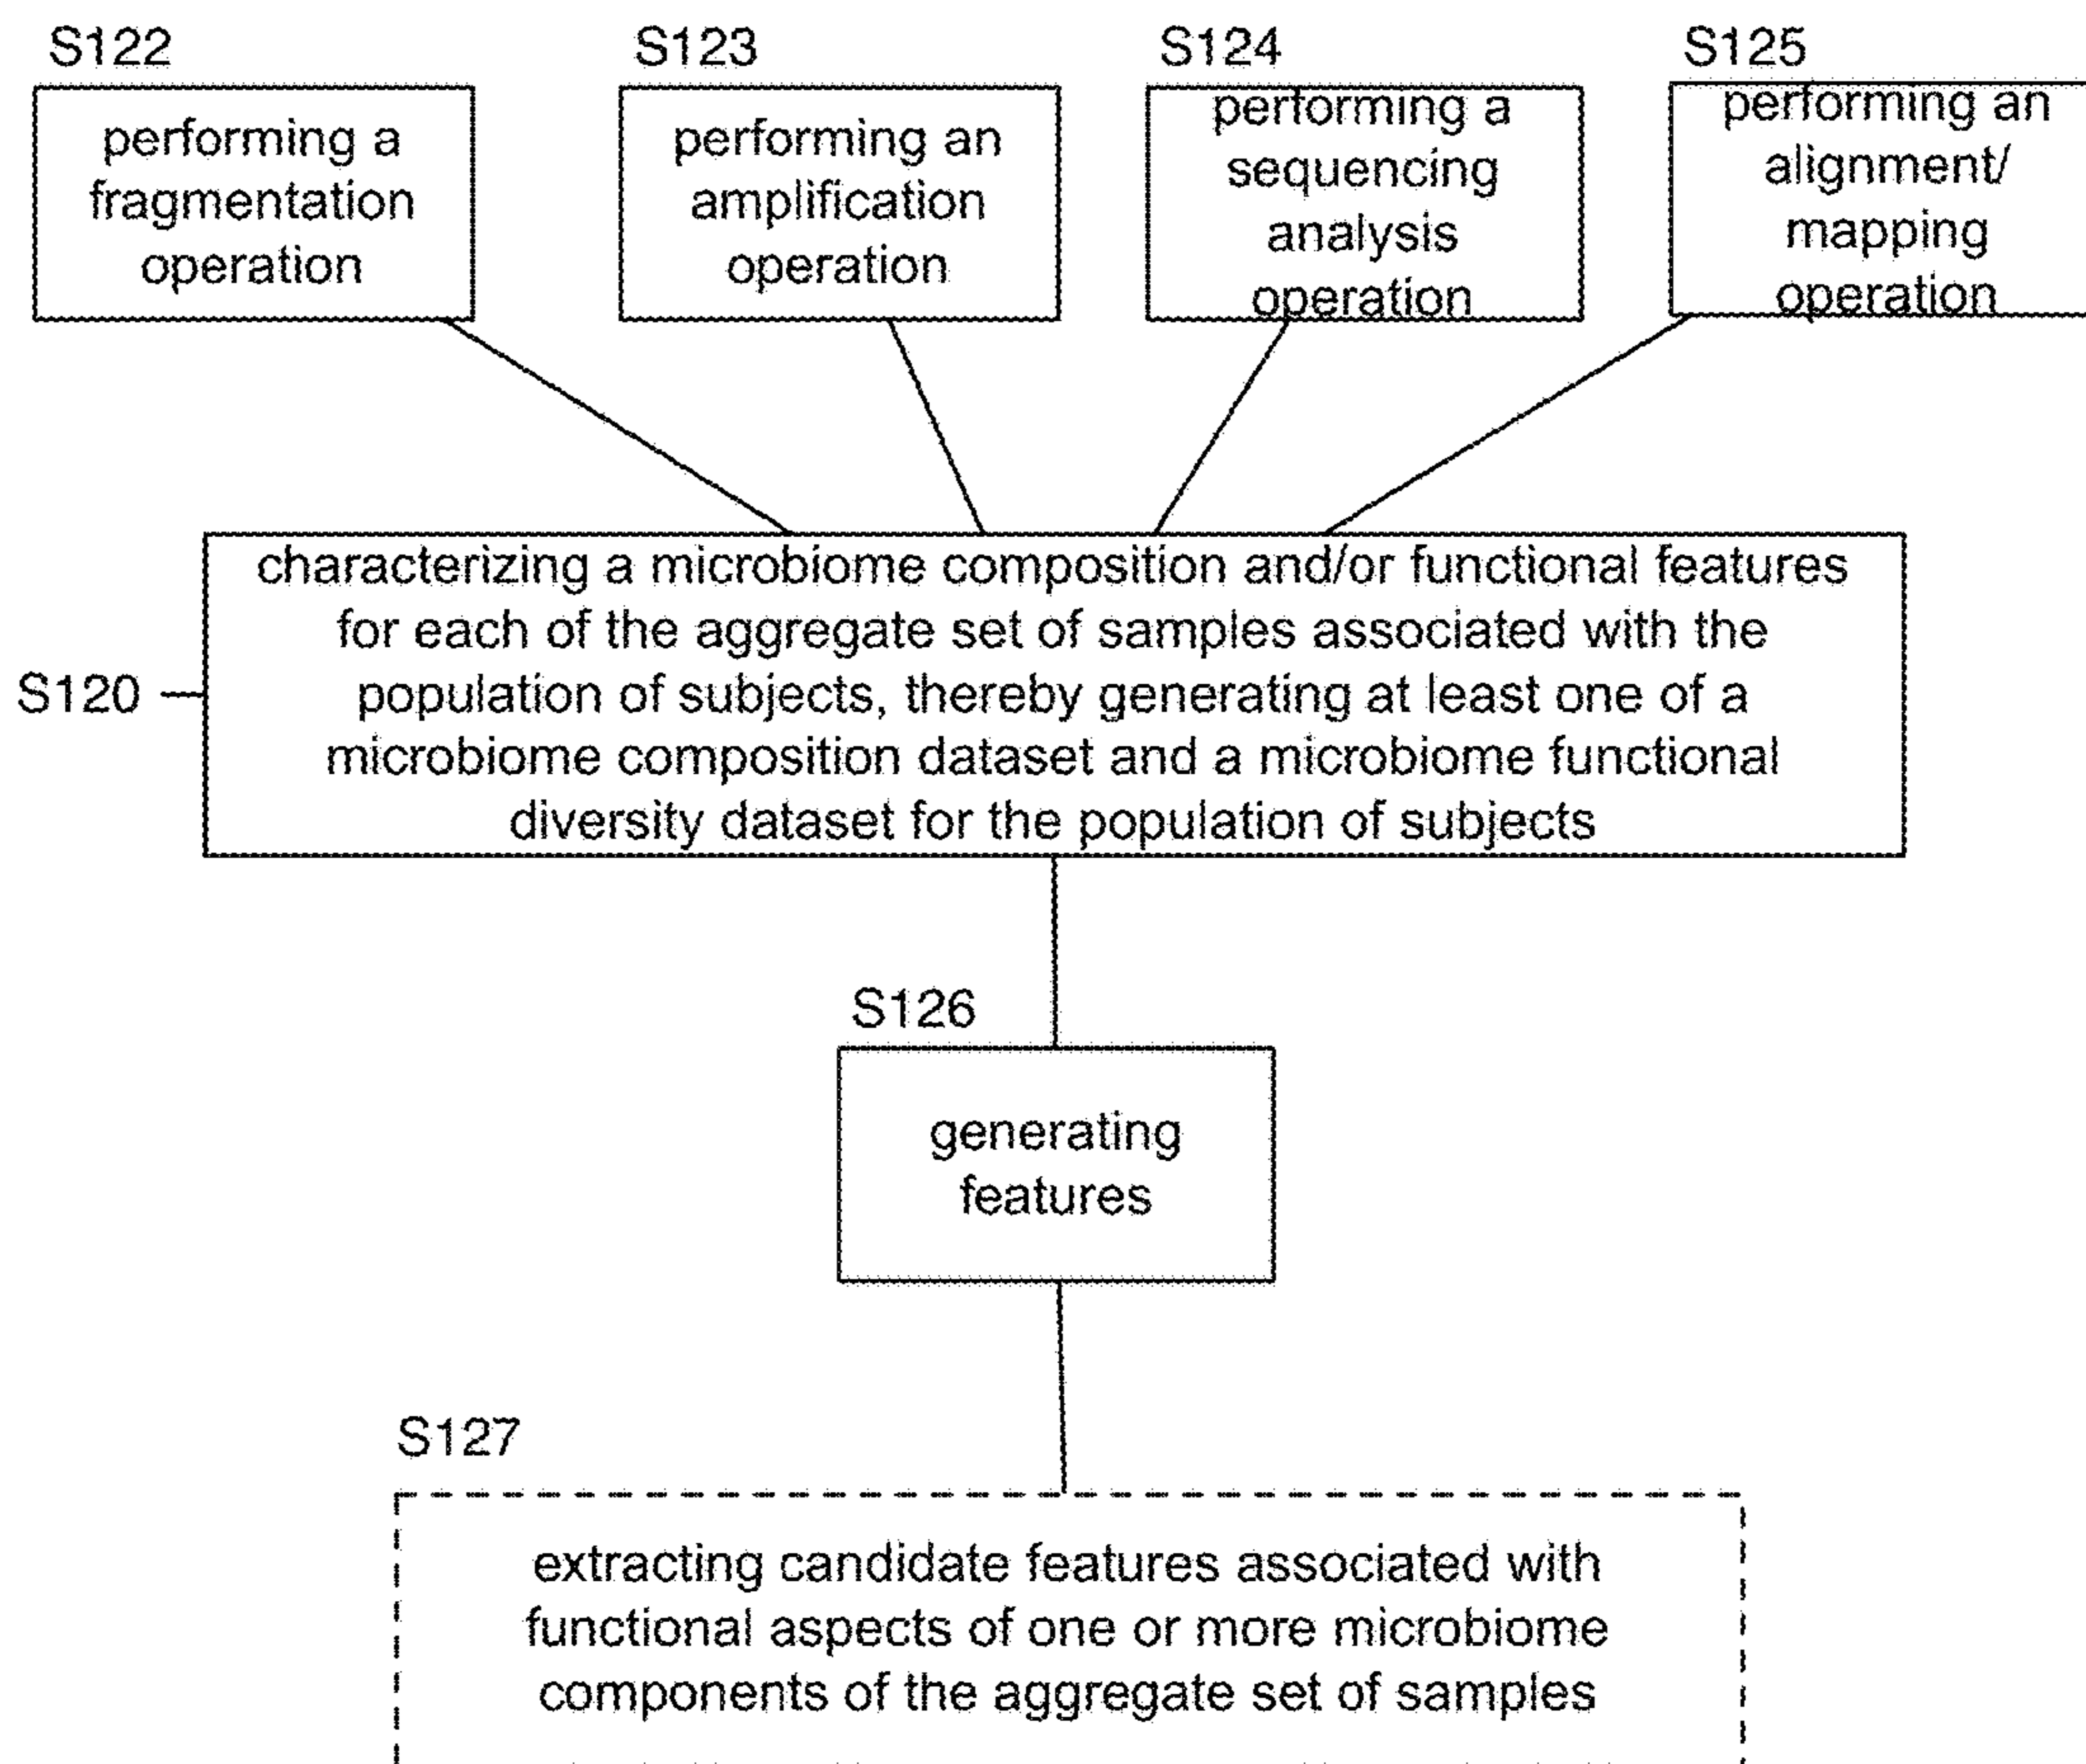 S122
performing a
fragmentation
operation
S123
performing an
amplification
operation
S124
performing a
sequencing
analysis
operation
S125
performing an
alignment/
mapping
operation
S120
characterizing a microbiome composition and/or functional features
for each of the aggregate set of samples associated with the
population of subjects, thereby generating at least one of a
microbiome composition dataset and a microbiome functional
diversity dataset for the population of subjects
S126
generating
features
S127
extracting candidate features associated with
functional aspects of one or more microbiome
components of the aggregate set of samples